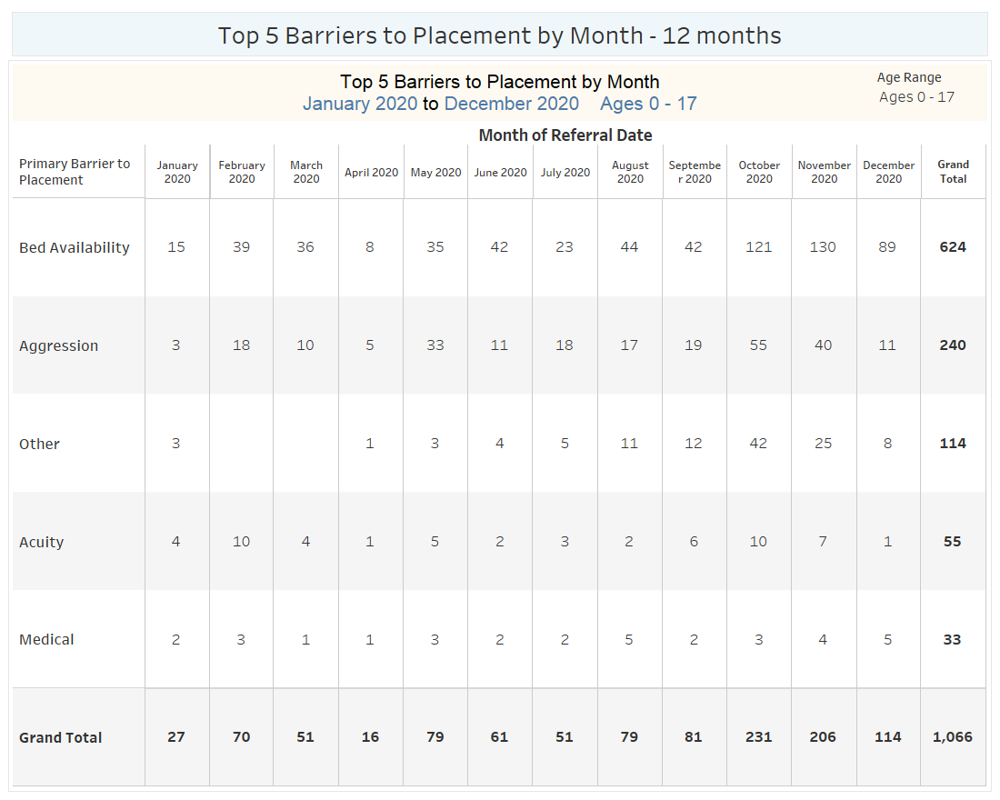 Top 5 Barriers to Placement by Month - 12 months
Top 5 Barriers to Placement by Month
January 2020 to December 2020 Ages 0 - 17
Age Range
Ages 0 - 17
Month of Referral Date
Primary Barrier to
Placement
January
2020
February
2020
March
2020
April 2020
May 2020
June 2020
July 2020
August
2020
Septembe
r 2020
October
2020
November
2020
December
2020
Grand
Total
Bed Availability 15 39 36 8 35 42 23 44 42 121 130 89 624
Aggression 3 18 10 5 33 11 18 17 19 55 40 11 240
Other 3 1 3 4 5 11 12 42 25 8 114
Acuity 4 10 4 1 5 2 3 2 6 10 7 1 55
Medical 2 3 1 1 3 2 2 5 2 3 4 5 33
Grand Total 27 70 51 16 79 61 51 79 81 231 206 114 1,066